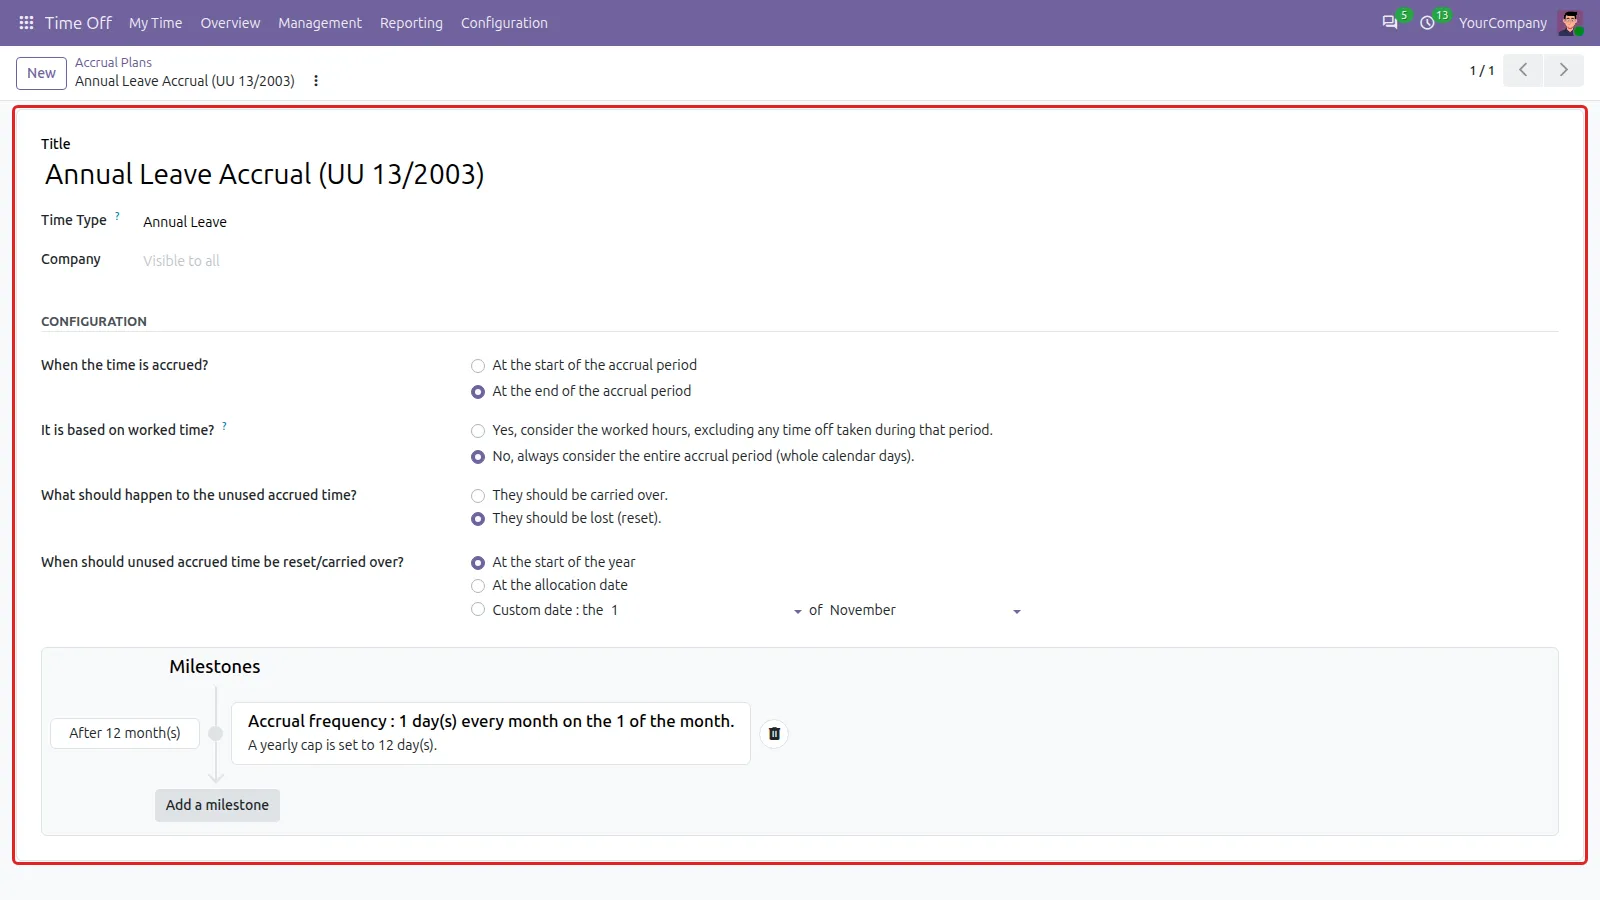 Time Off My Time Overview Management Reporting Configuration 5 13 YourCompany
New
Accrual Plans
Annual Leave Accrual (UU 13/2003)
1 / 1
Title
Annual Leave Accrual (UU 13/2003)
Time Type ? Annual Leave
Company Visible to all
CONFIGURATION
When the time is accrued?
At the start of the accrual period
At the end of the accrual period
It is based on worked time? ?
Yes, consider the worked hours, excluding any time off taken during that period.
No, always consider the entire accrual period (whole calendar days).
What should happen to the unused accrued time?
They should be carried over.
They should be lost (reset).
When should unused accrued time be reset/carried over?
At the start of the year
At the allocation date
Custom date : the 1 of November
Milestones
After 12 month(s)
Accrual frequency : 1 day(s) every month on the 1 of the month.
A yearly cap is set to 12 day(s).
Add a milestone